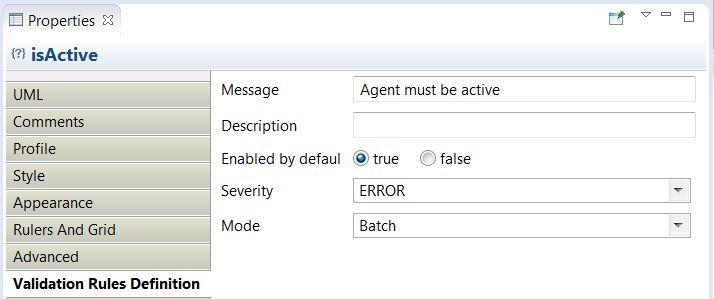 Properties
{?} isActive
UML
Comments
Profile
Style
Appearance
Rulers And Grid
Advanced
Validation Rules Definition
Message Agent must be active
Description
Enabled by defaul true false
Severity ERROR
Mode Batch